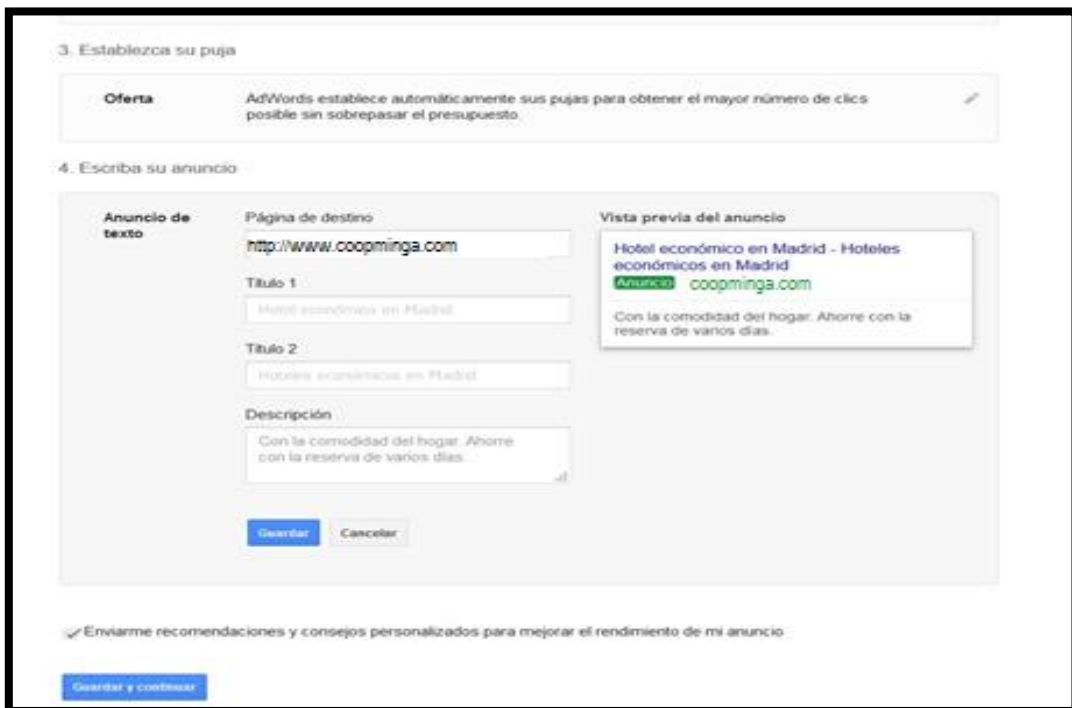 3. Establezca su puja
Oferta
AdWords establece automáticamente sus pujas para obtener el mayor número de clics
posible sin sobrepasar el presupuesto.
4. Escriba su anuncio
Anuncio de
texto
Página de destino
http://www.coopminga.com
Título 1
Hotel económico en Madrid
Título 2
Hoteles económicos en Madrid
Descripción
Con la comodidad del hogar. Ahorre
con la reserva de varios días.
Guardar
Cancelar
Vista previa del anuncio
Hotel económico en Madrid - Hoteles
económicos en Madrid
Anuncio coopminga.com
Con la comodidad del hogar. Ahorre con la
reserva de varios días.
Enviarme recomendaciones y consejos personalizados para mejorar el rendimiento de mi anuncio
Guardar y continuar